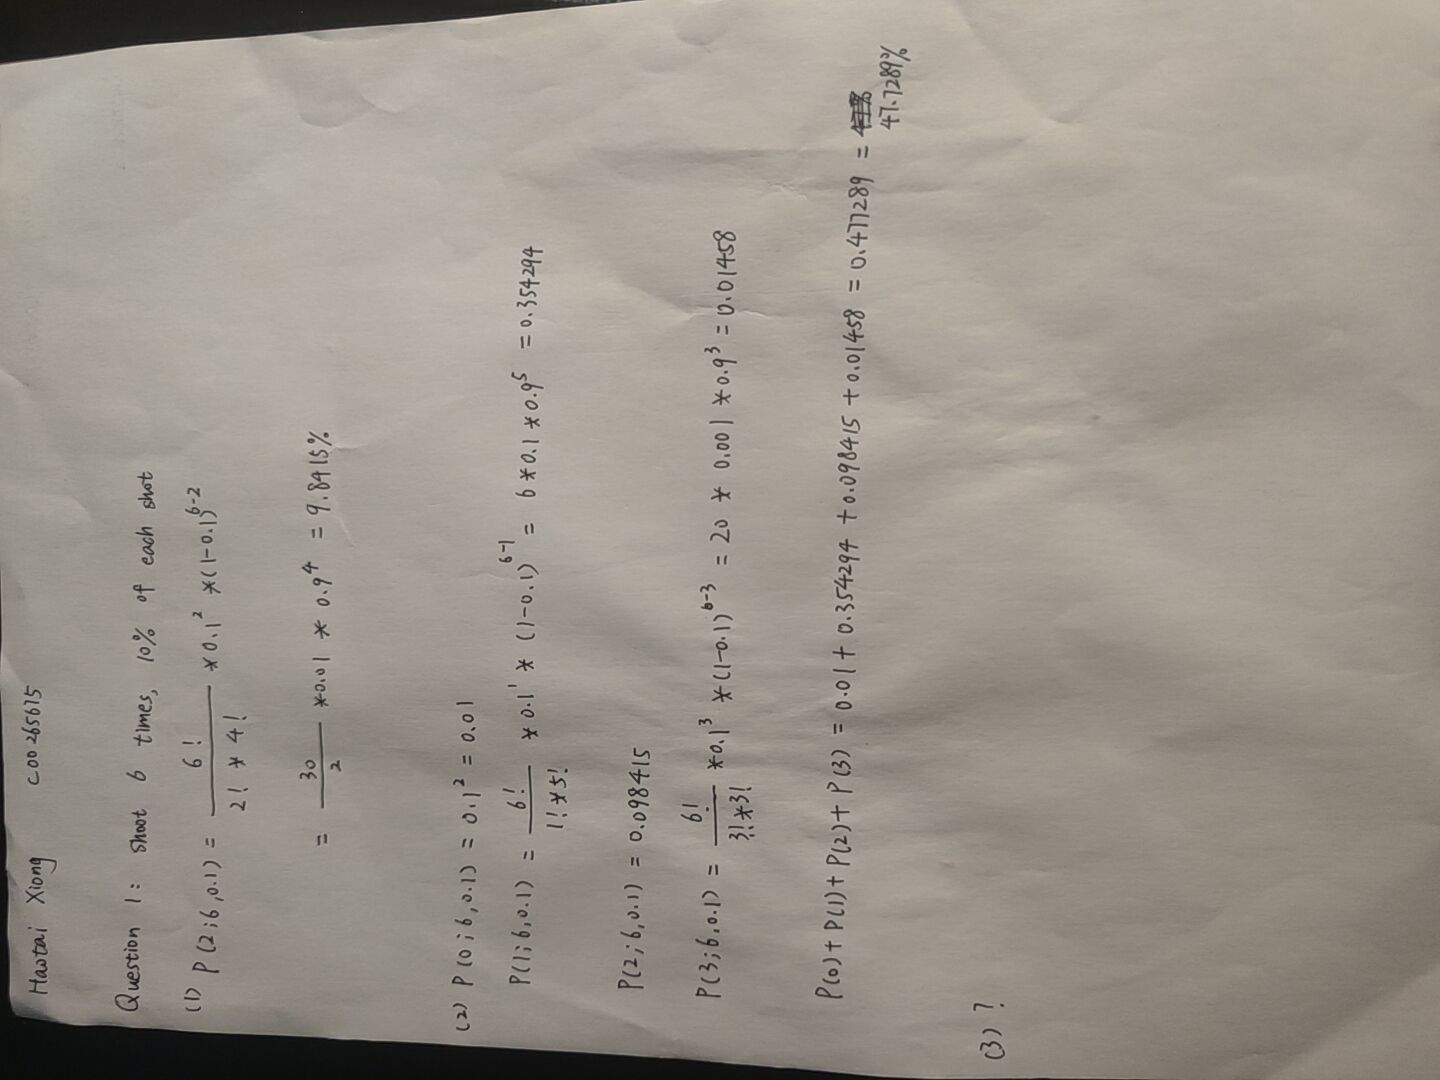 Haotai Xiong C00265675
Question 1: shoot 6 times, 10% of each shot
(1) P(2;6,0.1) = 6! / 2! * 4! * 0.1^2 * (1-0.1)^6-2
= 30 / 2 * 0.01 * 0.9^4 = 9.8415%
(2) P(0;6,0.1) = 0.1^2 = 0.01
P(1;6,0.1) = 6! / 1! * 5! * 0.1^1 * (1-0.1)^6-1 = 6 * 0.1 * 0.9^5 = 0.354294
P(2;6,0.1) = 0.098415
P(3;6,0.1) = 6! / 3! * 3! * 0.1^3 * (1-0.1)^6-3 = 20 * 0.001 * 0.9^3 = 0.01458
P(0) + P(1) + P(2) + P(3) = 0.01 + 0.354294 + 0.098415 + 0.01458 = 0.477289 =
47.7289%
(3) ?